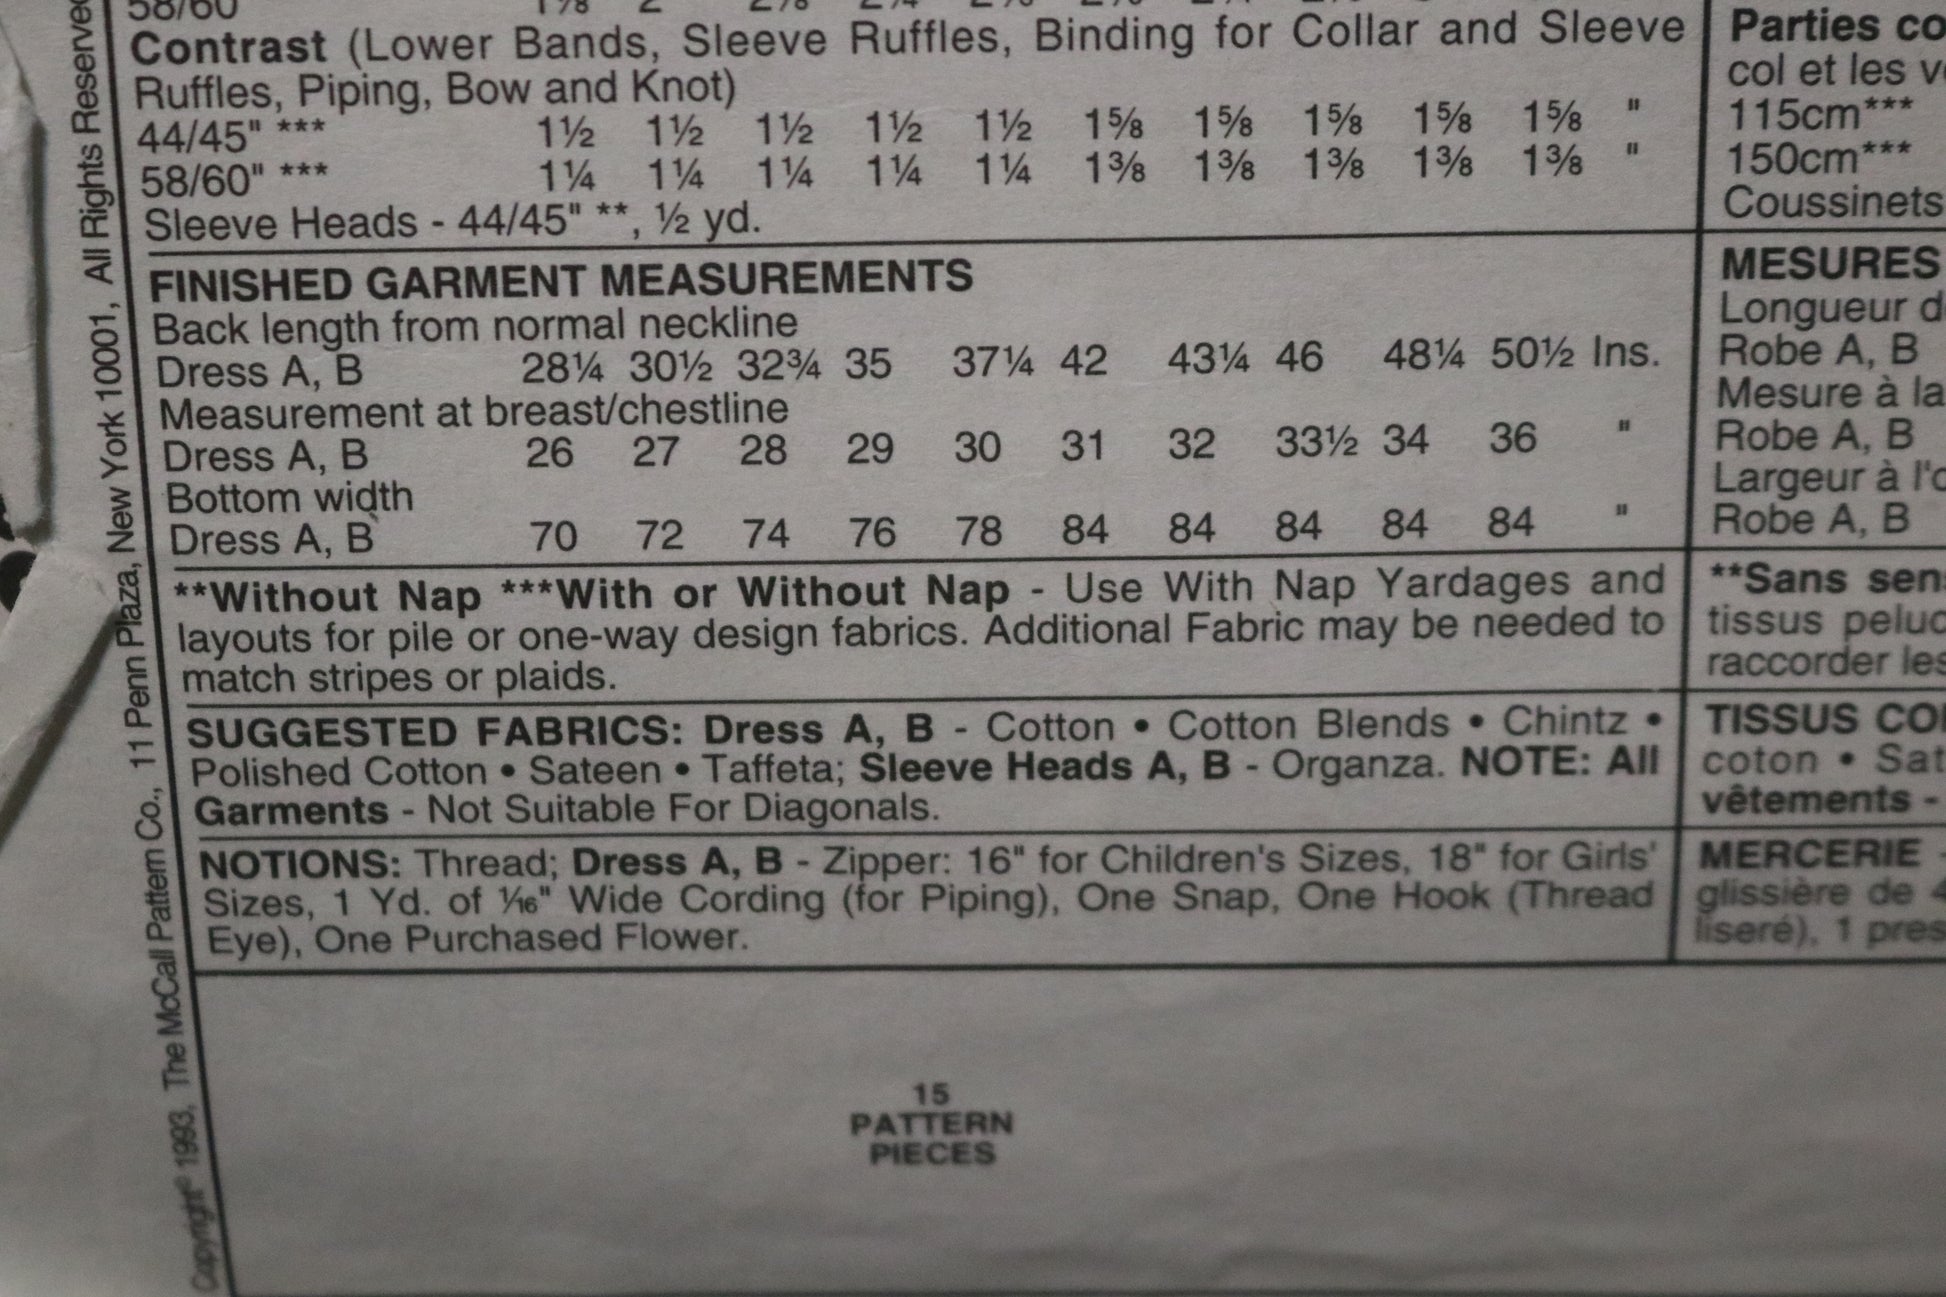 58/60
Contrast (Lower Bands, Sleeve Ruffles, Binding for Collar and Sleeve
Ruffles, Piping, Bow and Knot)
44/45" *** 1½ 1½ 1½ 1½ 1½ 1⅝ 1⅝ 1⅝ 1⅝ 1⅝ "
58/60" *** 1¼ 1¼ 1¼ 1¼ 1¼ 1⅜ 1⅜ 1⅜ 1⅜ 1⅜ "
Sleeve Heads - 44/45" **, ½ yd.
FINISHED GARMENT MEASUREMENTS
Back length from normal neckline
Dress A, B 28¼ 30½ 32¾ 35 37¼ 42 43¼ 46 48¼ 50½ Ins.
Measurement at breast/chestline
Dress A, B 26 27 28 29 30 31 32 33½ 34 36 "
Bottom width
Dress A, B 70 72 74 76 78 84 84 84 84 84 "
**Without Nap ***With or Without Nap - Use With Nap Yardages and
layouts for pile or one-way design fabrics. Additional Fabric may be needed to
match stripes or plaids.
SUGGESTED FABRICS: Dress A, B - Cotton • Cotton Blends • Chintz •
Polished Cotton • Sateen • Taffeta; Sleeve Heads A, B - Organza. NOTE: All
Garments - Not Suitable For Diagonals.
NOTIONS: Thread; Dress A, B - Zipper: 16" for Children's Sizes, 18" for Girls'
Sizes, 1 Yd. of 1/16" Wide Cording (for Piping), One Snap, One Hook (Thread
Eye), One Purchased Flower.
15
PATTERN
PIECES
Copyright© 1993, The McCall Pattern Co., 11 Penn Plaza, New York 10001, All Rights Reserved
Parties co
col et les
115cm***
150cm***
Coussinets
MESURES
Longueur d
Robe A, B
Mesure à la
Robe A, B
Largeur à l'o
Robe A, B
**Sans sen
tissus peluc
raccorder les
TISSUS CO
coton • Sat
vêtements -
MERCERIE -
glissière de 4
liseré), 1 pres